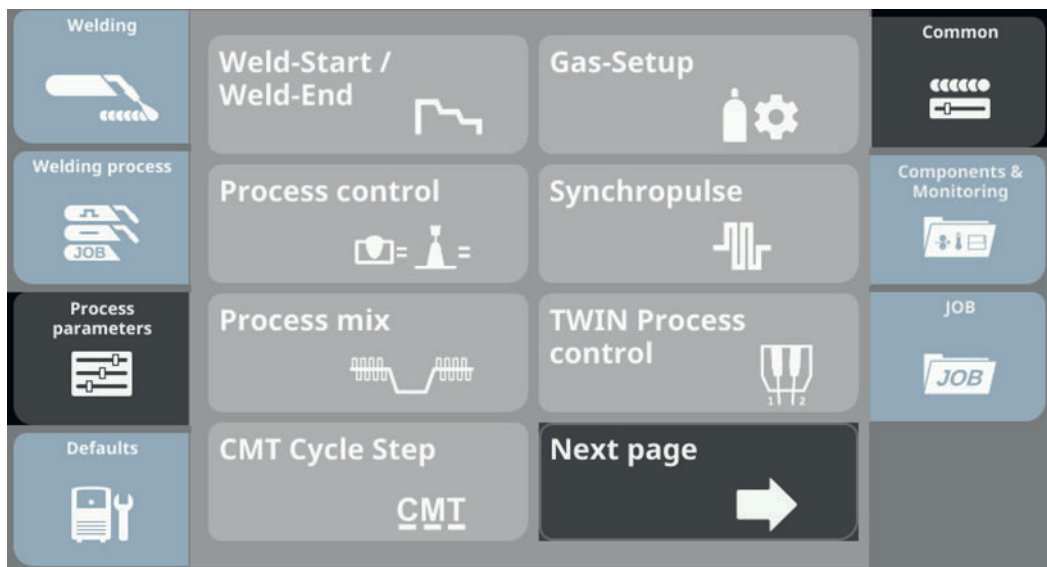 Welding
Welding process
JOB
Process
parameters
Defaults
Weld-Start /
Weld-End
Gas-Setup
Process control
Synchropulse
Process mix
TWIN Process
control
1 2
CMT Cycle Step
CMT
Next page
Common
Components &
Monitoring
JOB
JOB